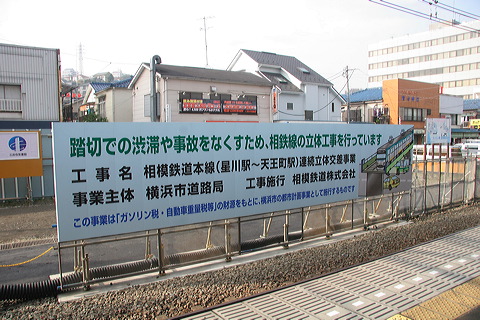 踏切での渋滞や事故をなくすため、相鉄線の立体工事を行っています
工事名 相模鉄道本線(星川駅～天王町駅)連続立体交差事業
事業主体 横浜市道路局 工事施行 相模鉄道株式会社
この事業は「ガソリン税・自動車重量税等」の財源をもとに、横浜市の都市計画事業として施行するものです